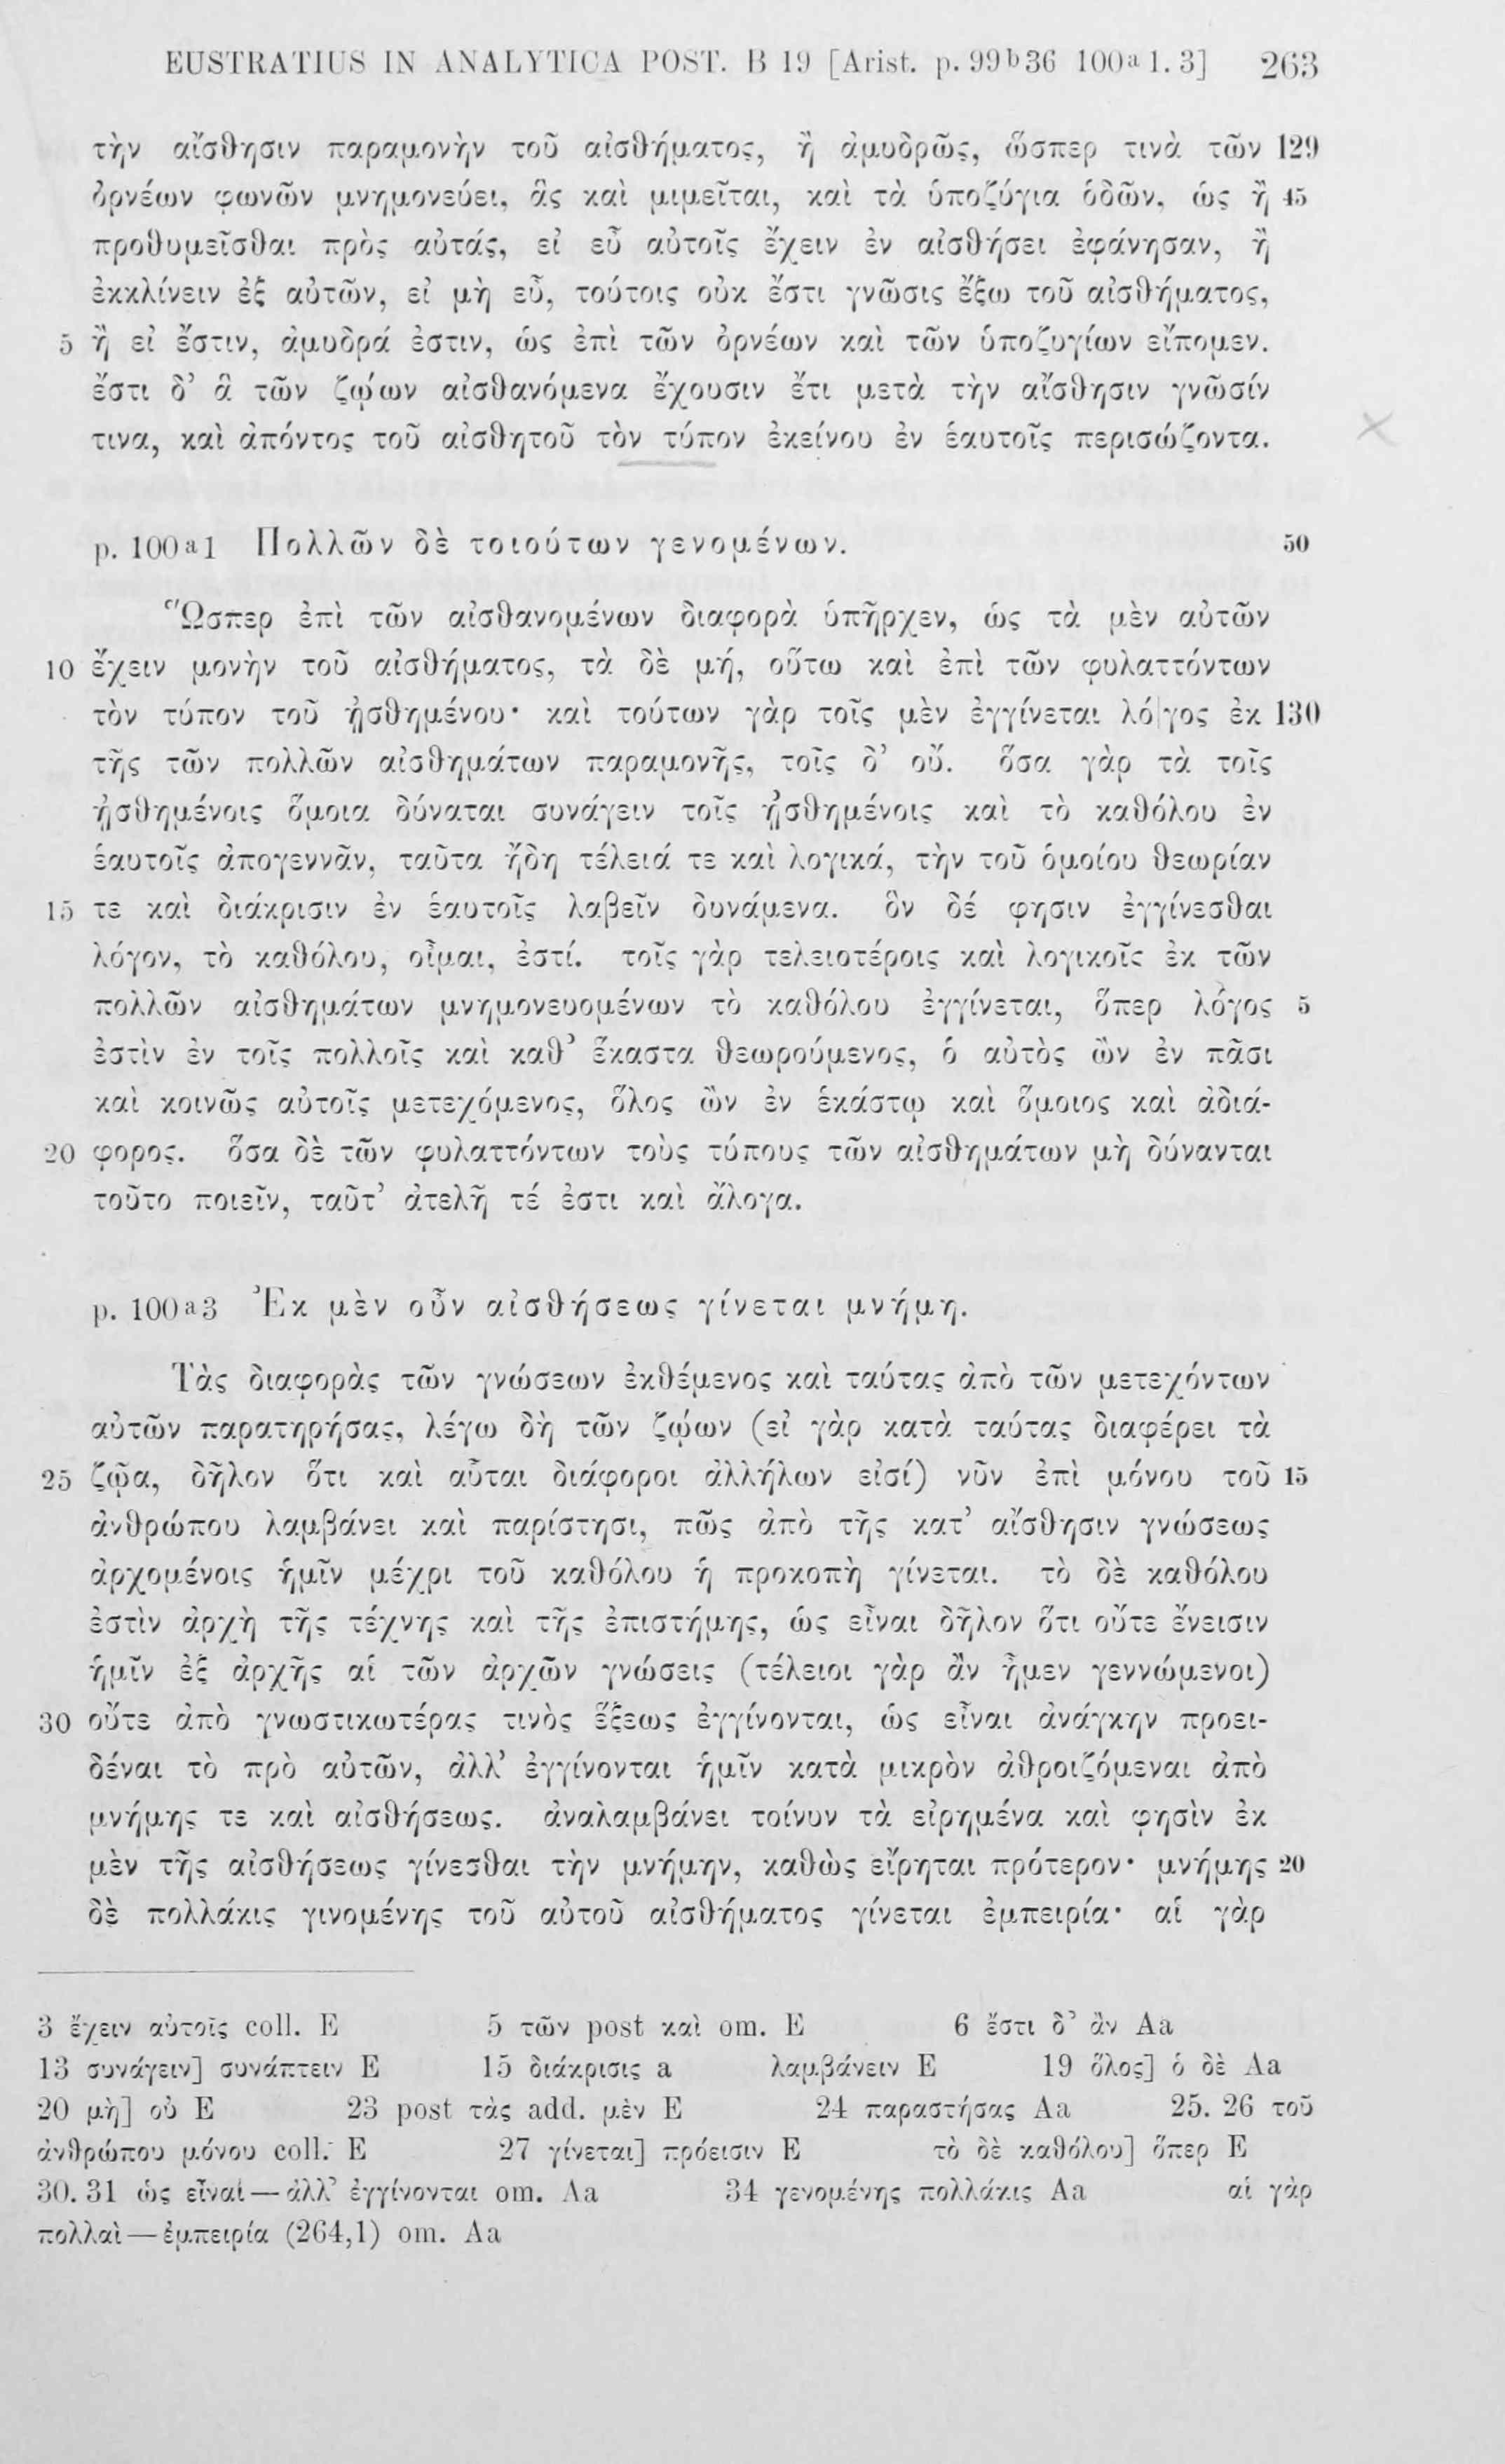 EUSTRATIUS IN ANALYTICA POST. B 19 [Arist. p. 99b36 100a1. 3] 263
τὴν αἴσθησιν παραμονὴν τοῦ αἰσθήματος, ἢ ἀμυδρῶς, ὥσπερ τινὰ τῶν 129
ὀρνέων φωνῶν μνημονεύει, ἃς καὶ μιμεῖται, καὶ τὰ ὑποζύγια ὁδῶν, ὡς ἢ 45
προθυμεῖσθαι πρὸς αὐτάς, εἰ εὖ αὐτοῖς ἔχειν ἐν αἰσθήσει ἐφάνησαν, ἢ
ἐκκλίνειν ἐξ αὐτῶν, εἰ μὴ εὖ, τούτοις οὐκ ἔστι γνῶσις ἔξω τοῦ αἰσθήματος,
5 ἢ εἰ ἔστιν, ἀμυδρά ἐστιν, ὡς ἐπὶ τῶν ὀρνέων καὶ τῶν ὑποζυγίων εἴπομεν.
ἔστι δ’ ἃ τῶν ζῴων αἰσθανόμενα ἔχουσιν ἔτι μετὰ τὴν αἴσθησιν γνῶσίν
τινα, καὶ ἀπόντος τοῦ αἰσθητοῦ τὸν τύπον ἐκείνου ἐν ἑαυτοῖς περισώζοντα.
p. 100a1 Πολλῶν δὲ τοιούτων γενομένων. 50
Ὥσπερ ἐπὶ τῶν αἰσθανομένων διαφορὰ ὑπῆρχεν, ὡς τὰ μὲν αὐτῶν
10 ἔχειν μονὴν τοῦ αἰσθήματος, τὰ δὲ μή, οὕτω καὶ ἐπὶ τῶν φυλαττόντων
τὸν τύπον τοῦ ᾐσθημένου· καὶ τούτων γὰρ τοῖς μὲν ἐγγίνεται λό|γος ἐκ 130
τῆς τῶν πολλῶν αἰσθημάτων παραμονῆς, τοῖς δ’ οὔ. ὅσα γὰρ τὰ τοῖς
ᾐσθημένοις ὅμοια δύναται συνάγειν τοῖς ᾐσθημένοις καὶ τὸ καθόλου ἐν
ἑαυτοῖς ἀπογεννᾶν, ταῦτα ἤδη τέλειά τε καὶ λογικά, τὴν τοῦ ὁμοίου θεωρίαν
15 τε καὶ διάκρισιν ἐν ἑαυτοῖς λαβεῖν δυνάμενα. ὃν δέ φησιν ἐγγίνεσθαι
λόγον, τὸ καθόλου, οἶμαι, ἐστί. τοῖς γὰρ τελειοτέροις καὶ λογικοῖς ἐκ τῶν
πολλῶν αἰσθημάτων μνημονευομένων τὸ καθόλου ἐγγίνεται, ὅπερ λόγος 5
ἐστὶν ἐν τοῖς πολλοῖς καὶ καθ’ ἕκαστα θεωρούμενος, ὁ αὐτὸς ὢν ἐν πᾶσι
καὶ κοινῶς αὐτοῖς μετεχόμενος, ὅλος ὢν ἐν ἑκάστῳ καὶ ὅμοιος καὶ ἀδιά-
20 φορος. ὅσα δὲ τῶν φυλαττόντων τοὺς τύπους τῶν αἰσθημάτων μὴ δύνανται
τοῦτο ποιεῖν, ταῦτ’ ἀτελῆ τέ ἐστι καὶ ἄλογα.
p. 100a3 Ἐκ μὲν οὖν αἰσθήσεως γίνεται μνήμη.
Τὰς διαφορὰς τῶν γνώσεων ἐκθέμενος καὶ ταύτας ἀπὸ τῶν μετεχόντων
αὐτῶν παρατηρήσας, λέγω δὴ τῶν ζῴων (εἰ γὰρ κατὰ ταύτας διαφέρει τὰ
25 ζῷα, δῆλον ὅτι καὶ αὗται διάφοροι ἀλλήλων εἰσί) νῦν ἐπὶ μόνου τοῦ 15
ἀνθρώπου λαμβάνει καὶ παρίστησι, πῶς ἀπὸ τῆς κατ’ αἴσθησιν γνώσεως
ἀρχομένοις ἡμῖν μέχρι τοῦ καθόλου ἡ προκοπὴ γίνεται. τὸ δὲ καθόλου
ἐστὶν ἀρχὴ τῆς τέχνης καὶ τῆς ἐπιστήμης, ὡς εἶναι δῆλον ὅτι οὔτε ἔνεισιν
ἡμῖν ἐξ ἀρχῆς αἱ τῶν ἀρχῶν γνώσεις (τέλειοι γὰρ ἂν ἦμεν γεννώμενοι)
30 οὔτε ἀπὸ γνωστικωτέρας τινὸς ἕξεως ἐγγίνονται, ὡς εἶναι ἀνάγκην προει-
δέναι τὸ πρὸ αὐτῶν, ἀλλ’ ἐγγίνονται ἡμῖν κατὰ μικρὸν ἀθροιζόμεναι ἀπὸ
μνήμης τε καὶ αἰσθήσεως. ἀναλαμβάνει τοίνυν τὰ εἰρημένα καὶ φησὶν ἐκ
μὲν τῆς αἰσθήσεως γίνεσθαι τὴν μνήμην, καθὼς εἴρηται πρότερον· μνήμης 20
δὲ πολλάκις γινομένης τοῦ αὐτοῦ αἰσθήματος γίνεται ἐμπειρία· αἱ γὰρ
3 ἔχειν αὐτοῖς coll. E 5 τῶν post καὶ om. E 6 ἔστι δ’ ἂν Aa
13 συνάγειν] συνάπτειν E 15 διάκρισις a λαμβάνειν E 19 ὅλος] ὁ δὲ Aa
20 μὴ] οὐ E 23 post τὰς add. μὲν E 24 παραστήσας Aa 25. 26 τοῦ
ἀνθρώπου μόνου coll. E 27 γίνεται] πρόεισιν E τὸ δὲ καθόλου] ὅπερ E
30. 31 ὡς εἶναι — ἀλλ’ ἐγγίνονται om. Aa 34 γενομένης πολλάκις Aa αἱ γὰρ
πολλαὶ — ἐμπειρία (264,1) om. Aa